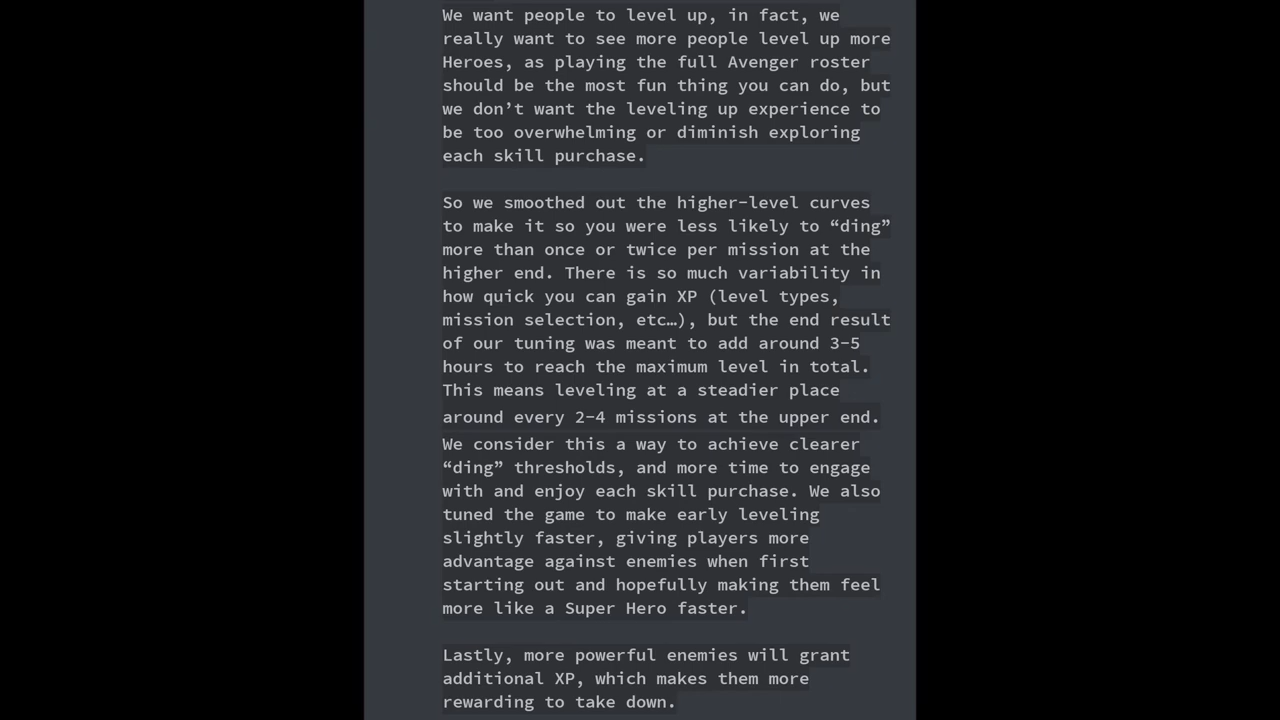 We want people to level up, in fact, we
really want to see more people level up more
Heroes, as playing the full Avenger roster
should be the most fun thing you can do, but
we don’t want the leveling up experience to
be too overwhelming or diminish exploring
each skill purchase.
So we smoothed out the higher-level curves
to make it so you were less likely to “ding”
more than once or twice per mission at the
higher end. There is so much variability in
how quick you can gain XP (level types,
mission selection, etc…), but the end result
of our tuning was meant to add around 3-5
hours to reach the maximum level in total.
This means leveling at a steadier place
around every 2-4 missions at the upper end.
We consider this a way to achieve clearer
“ding” thresholds, and more time to engage
with and enjoy each skill purchase. We also
tuned the game to make early leveling
slightly faster, giving players more
advantage against enemies when first
starting out and hopefully making them feel
more like a Super Hero faster.
Lastly, more powerful enemies will grant
additional XP, which makes them more
rewarding to take down.